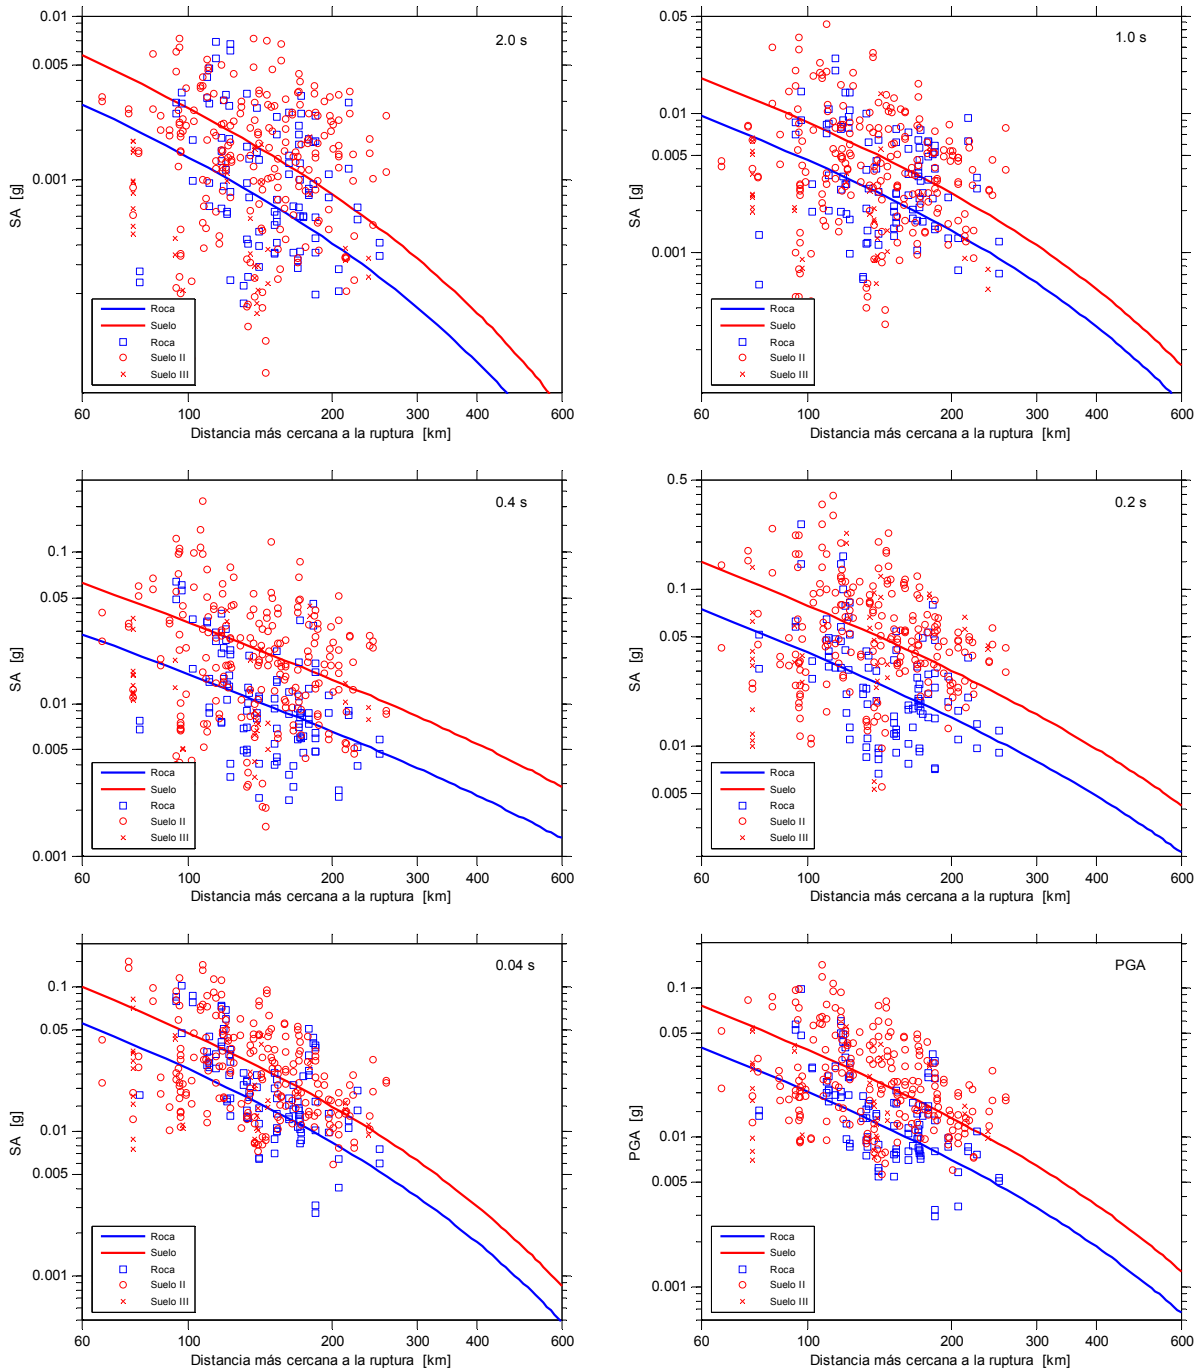 0.01
0.005
0.001
SA [g]
2.0 s
Roca
Suelo
Roca
Suelo II
Suelo III
60 100 200 300 400 600
Distancia más cercana a la ruptura [km]
0.05
0.01
0.005
0.001
SA [g]
1.0 s
Roca
Suelo
Roca
Suelo II
Suelo III
60 100 200 300 400 600
Distancia más cercana a la ruptura [km]
0.1
0.05
0.01
0.005
0.001
SA [g]
0.4 s
Roca
Suelo
Roca
Suelo II
Suelo III
60 100 200 300 400 600
Distancia más cercana a la ruptura [km]
0.5
0.1
0.05
0.01
0.005
SA [g]
0.2 s
Roca
Suelo
Roca
Suelo II
Suelo III
60 100 200 300 400 600
Distancia más cercana a la ruptura [km]
0.1
0.05
0.01
0.005
0.001
SA [g]
0.04 s
Roca
Suelo
Roca
Suelo II
Suelo III
60 100 200 300 400 600
Distancia más cercana a la ruptura [km]
0.1
0.05
0.01
0.005
0.001
PGA [g]
PGA
Roca
Suelo
Roca
Suelo II
Suelo III
60 100 200 300 400 600
Distancia más cercana a la ruptura [km]